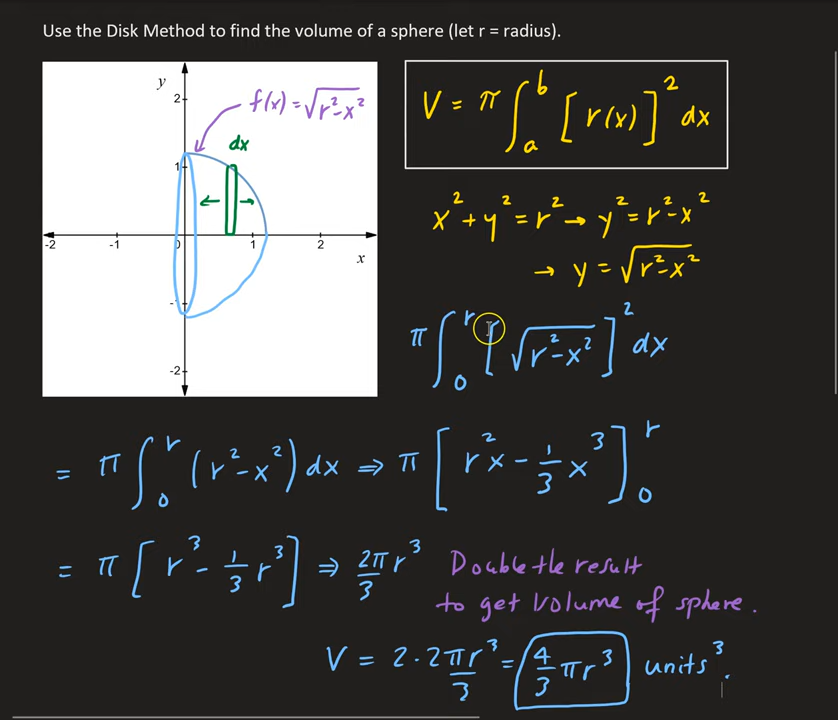 Use the Disk Method to find the volume of a sphere (let r = radius).
y
2
1
-1
-2
-2
-1
0
1
2
x
f(x) = √(r²-x²)
dx
V = π ∫ₐᵇ [r(x)]² dx
x² + y² = r² → y² = r²-x²
→ y = √(r²-x²)
π ∫₀ʳ [√(r²-x²)]² dx
= π ∫₀ʳ (r²-x²) dx ⇒ π [r²x - 1/3 x³]₀ʳ
= π [r³ - 1/3 r³] ⇒ 2π/3 r³
Double the result
to get volume of sphere.
V = 2 · 2πr³/3 = 4/3 πr³ units³.